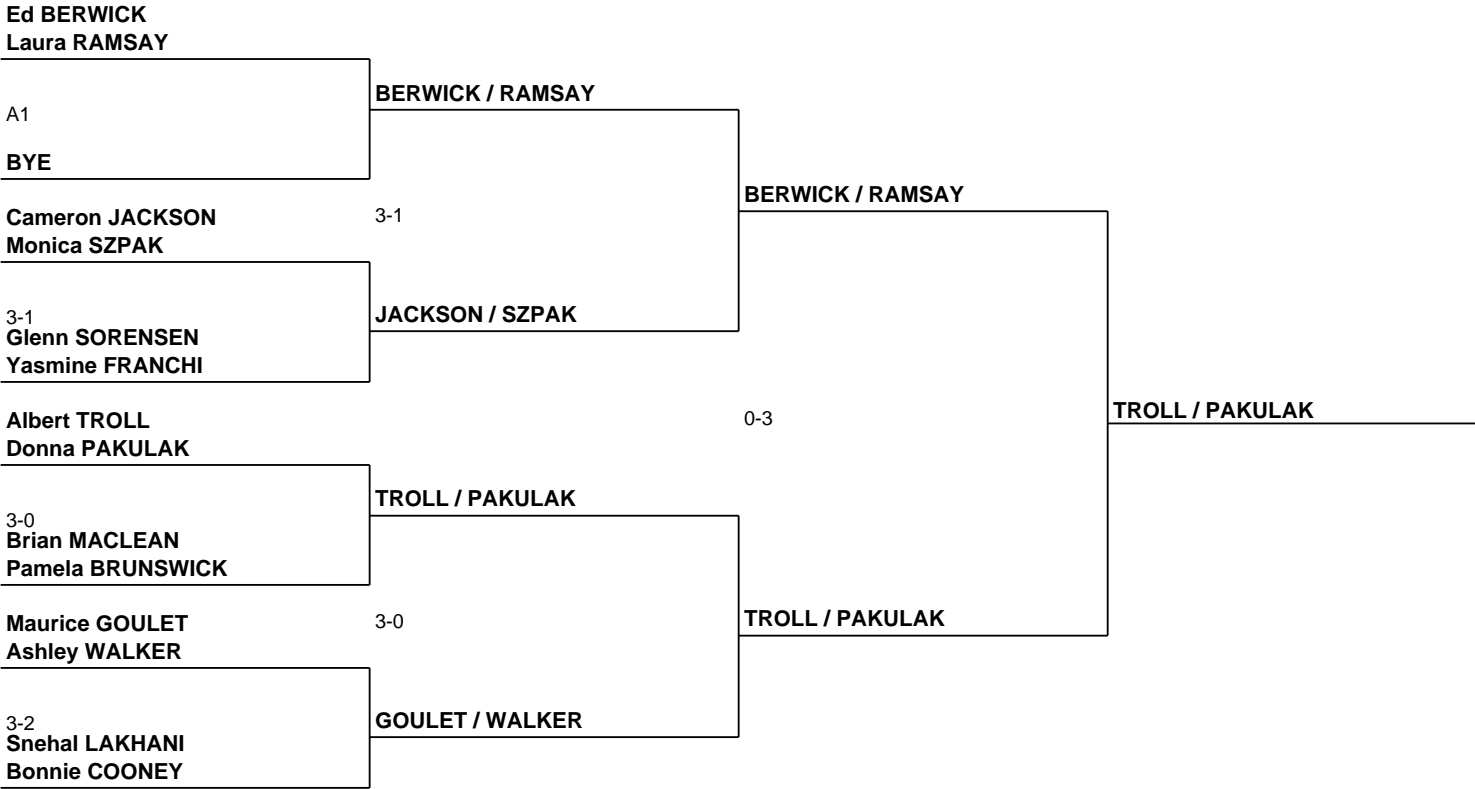 Ed BERWICK
Laura RAMSAY
BERWICK / RAMSAY
A1
BYE
BERWICK / RAMSAY
Cameron JACKSON
3-1
Monica SZPAK
3-1
JACKSON / SZPAK
Glenn SORENSEN
Yasmine FRANCHI
Albert TROLL
0-3
TROLL / PAKULAK
Donna PAKULAK
TROLL / PAKULAK
3-0
Brian MACLEAN
Pamela BRUNSWICK
Maurice GOULET
3-0
TROLL / PAKULAK
Ashley WALKER
3-2
GOULET / WALKER
Snehal LAKHANI
Bonnie COONEY